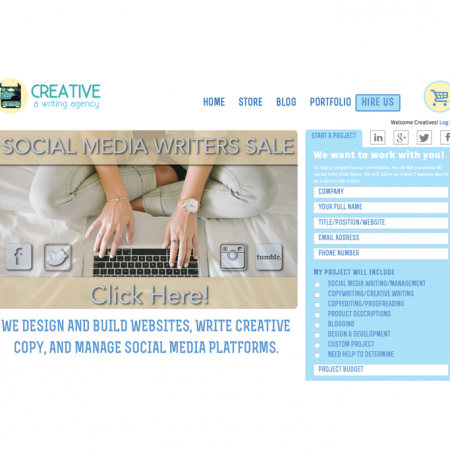 CREATIVE
a writing agency
HOME STORE BLOG PORTFOLIO HIRE US
Welcome Creatives! Log
START A PROJECT
SOCIAL MEDIA WRITERS SALE
tumblr.
Click Here!
WE DESIGN AND BUILD WEBSITES, WRITE CREATIVE
COPY, AND MANAGE SOCIAL MEDIA PLATFORMS.
We want to work with you!
COMPANY
YOUR FULL NAME
TITLE/POSITION/WEBSITE
EMAIL ADDRESS
PHONE NUMBER
MY PROJECT WILL INCLUDE
SOCIAL MEDIA WRITING/MANAGEMENT
COPYWRITING/CREATIVE WRITING
COPYEDITING/PROOFREADING
PRODUCT DESCRIPTIONS
BLOGGING
DESIGN & DEVELOPMENT
CUSTOM PROJECT
NEED HELP TO DETERMINE
PROJECT BUDGET